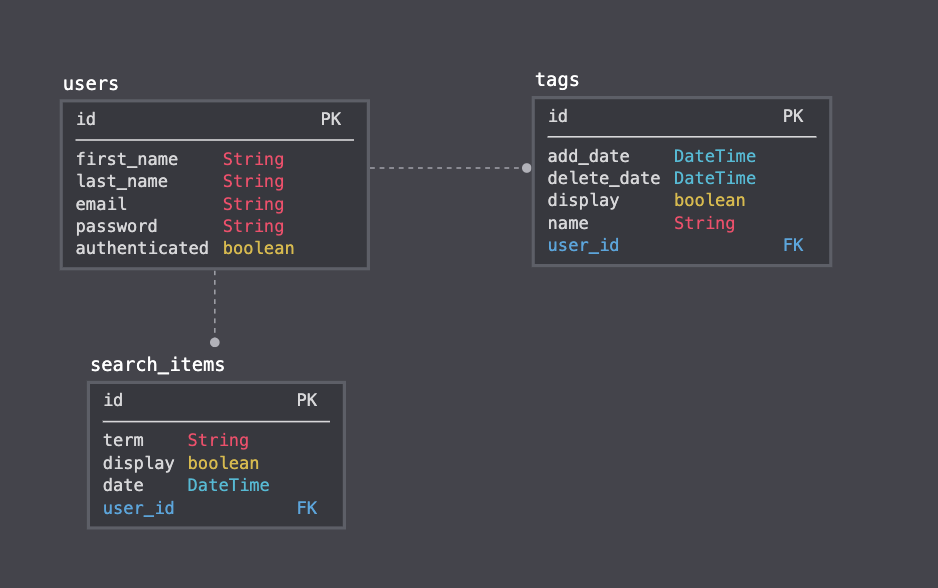 users
id PK
first_name String
last_name String
email String
password String
authenticated boolean
tags
id PK
add_date DateTime
delete_date DateTime
display boolean
name String
user_id FK
search_items
id PK
term String
display boolean
date DateTime
user_id FK